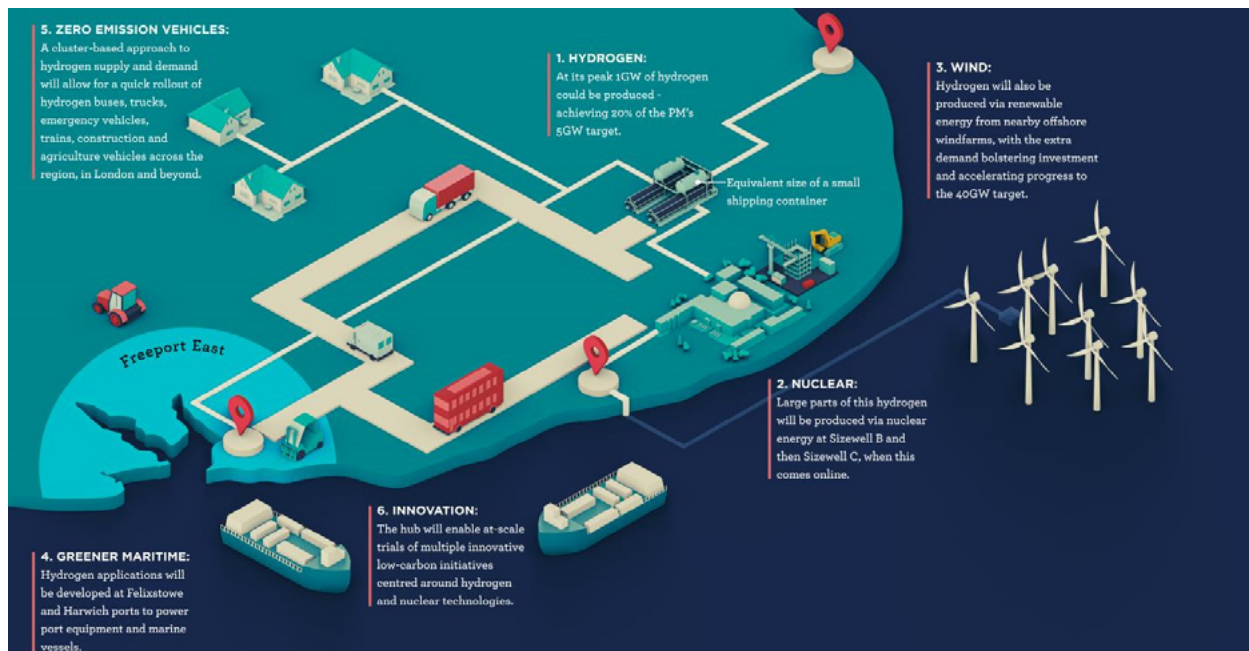 5. ZERO EMISSION VEHICLES:
A cluster-based approach to
hydrogen supply and demand
will allow for a quick rollout of
hydrogen buses, trucks,
emergency vehicles,
trains, construction and
agriculture vehicles across the
region, in London and beyond.
1. HYDROGEN:
At its peak 1GW of hydrogen
could be produced -
achieving 20% of the PM's
5GW target.
3. WIND:
Hydrogen will also be
produced via renewable
energy from nearby offshore
windfarms, with the extra
demand bolstering investment
and accelerating progress to
the 40GW target.
Equivalent size of a small
shipping container
Freeport East
2. NUCLEAR:
Large parts of this hydrogen
will be produced via nuclear
energy at Sizewell B and
then Sizewell C, when this
comes online.
6. INNOVATION:
The hub will enable at-scale
trials of multiple innovative
low-carbon initiatives
centred around hydrogen
and nuclear technologies.
4. GREENER MARITIME:
Hydrogen applications will
be developed at Felixstowe
and Harwich ports to power
port equipment and marine
vessels.